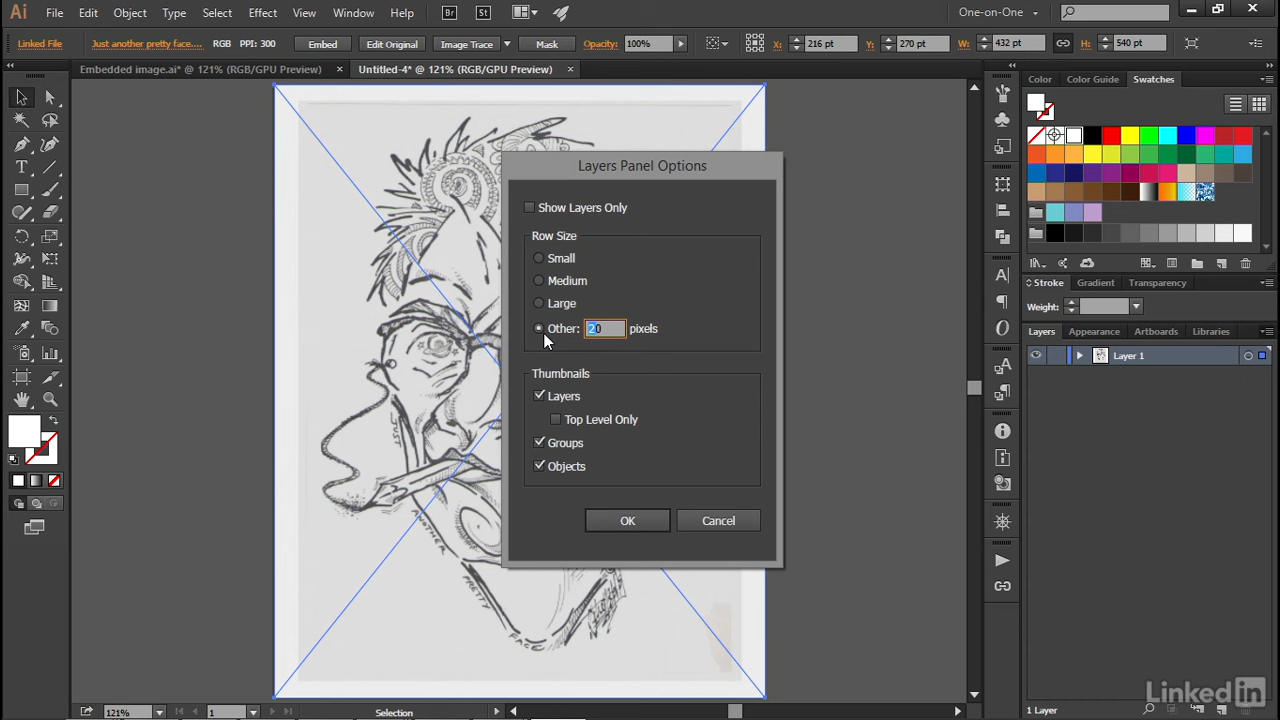 Ai File Edit Object Type Select Effect View Window Help Br St One-on-One
Linked File Just another pretty face.... RGB PPI: 300 Embed Edit Original Image Trace Mask Opacity: 100% X: 216 pt Y: 270 pt W: 432 pt H: 540 pt
Embedded image.ai* @ 121% (RGB/GPU Preview) Untitled-4* @ 121% (RGB/GPU Preview)
Color Color Guide Swatches
Layers Panel Options
Show Layers Only
Row Size
Small
Medium
Large
Other: 20 pixels
Thumbnails
Layers
Top Level Only
Groups
Objects
OK Cancel
Stroke Gradient Transparency
Weight:
Layers Appearance Artboards Libraries
Layer 1
JUST
ANOTHER
PRETTY
FACE
121% 1 Selection
1 Layer
LinkedIn